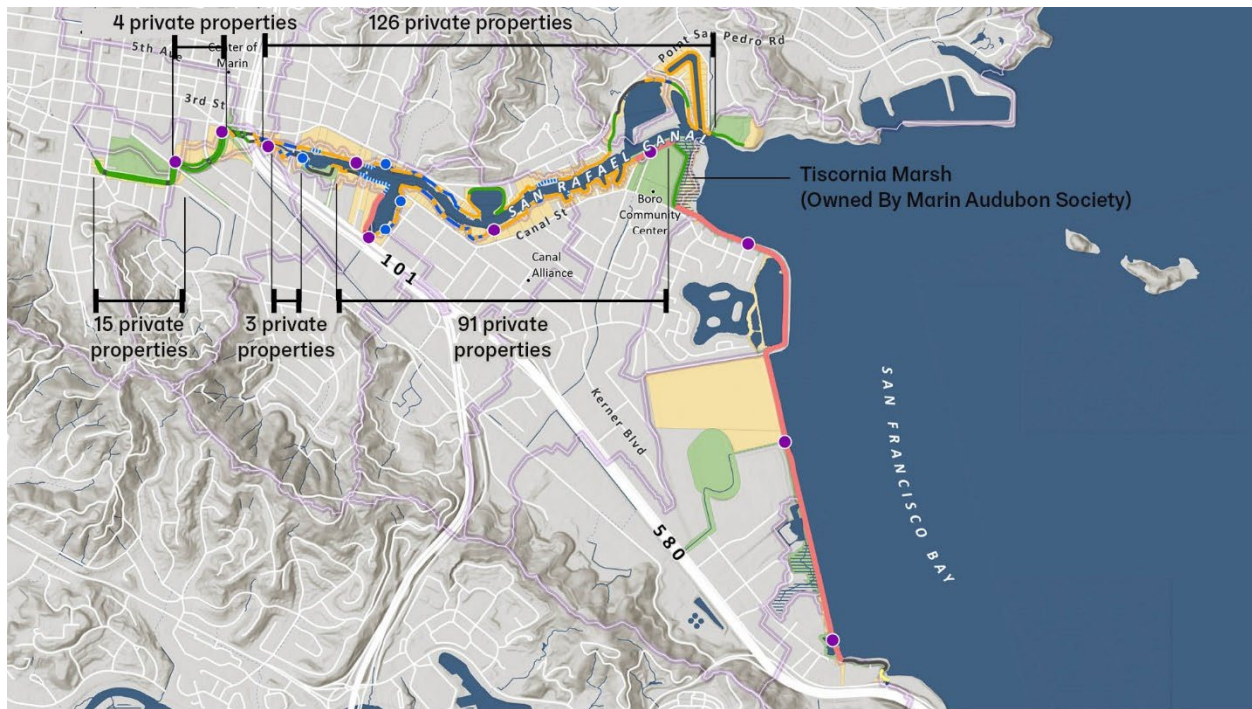 4 private properties
126 private properties
5th Ave
Center of
Marin
Point San Pedro Rd
3rd St
SAN RAFAEL CANAL
Tiscornia Marsh
(Owned By Marin Audubon Society)
Boro
Community
Center
Canal St
Canal
Alliance
101
15 private
properties
3 private
properties
91 private
properties
Kerner Blvd
SAN FRANCISCO BAY
580